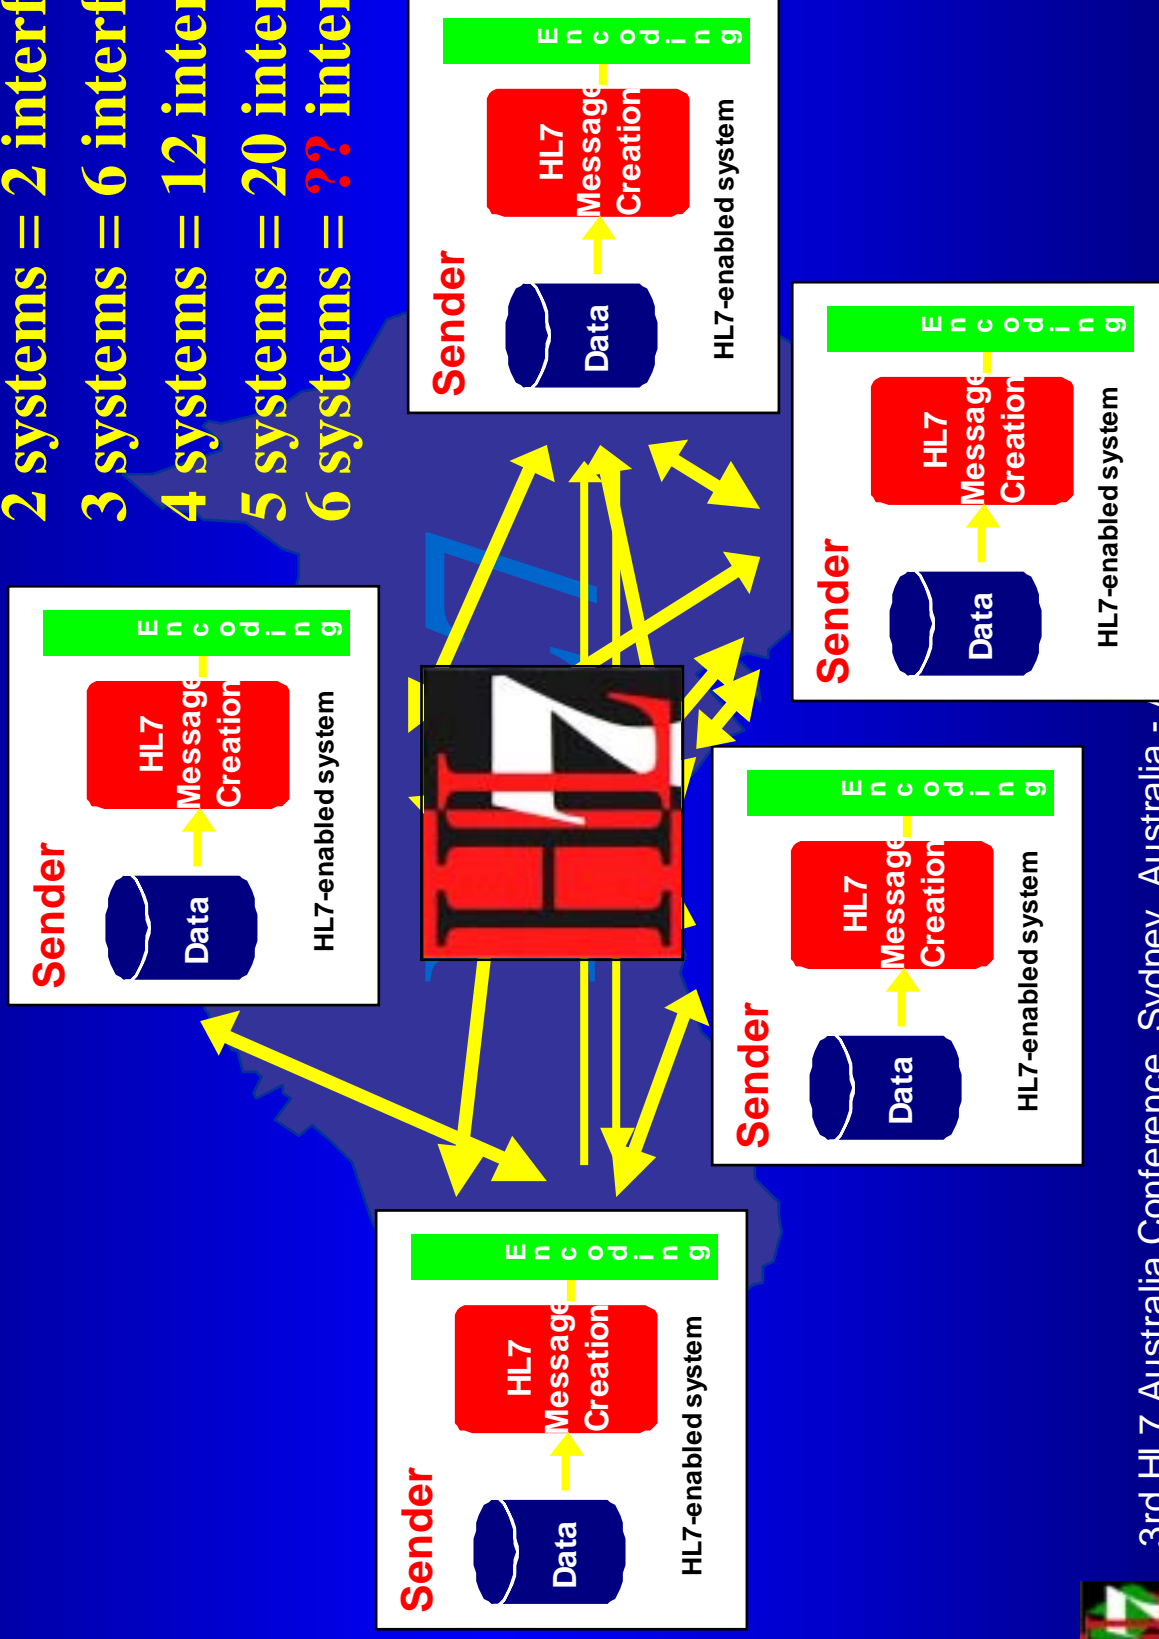 2 systems = 2 interf
3 systems = 6 interf
4 systems = 12 inter
5 systems = 20 inter
6 systems = ?? inter
Sender
Data
HL7
Message
Creation
Encoding
HL7-enabled system
Sender
Data
HL7
Message
Creation
Encoding
HL7-enabled system
Sender
Data
HL7
Message
Creation
Encoding
HL7-enabled system
Sender
Data
HL7
Message
Creation
Encoding
HL7-enabled system
Sender
Data
HL7
Message
Creation
Encoding
HL7-enabled system
HL7
3rd HL7 Australia Conference, Sydney, Australia -